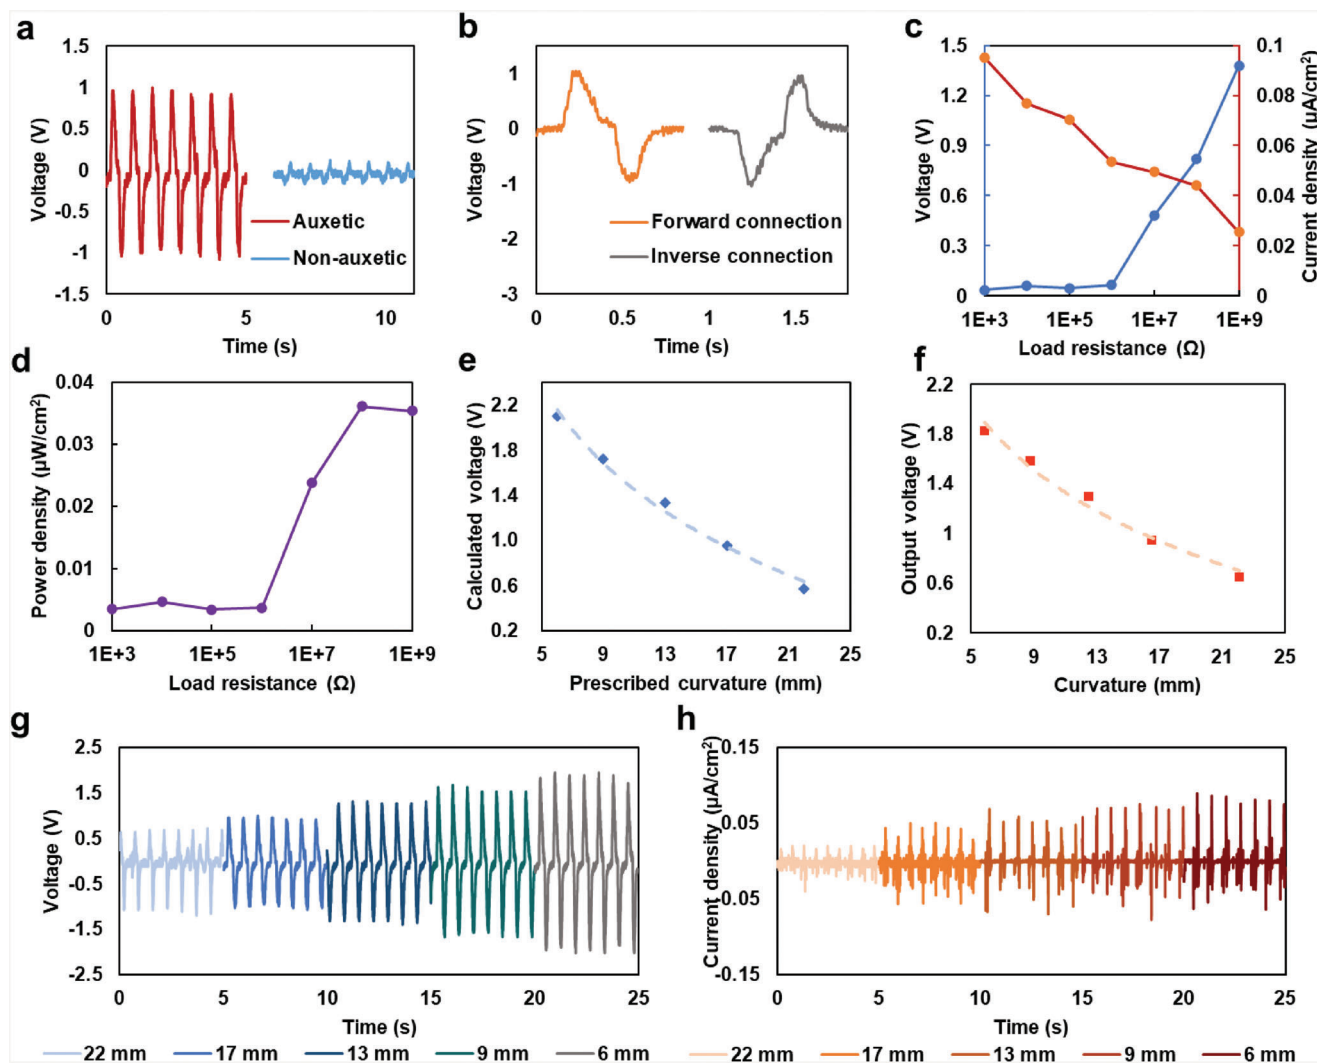 a
Voltage (V)
1.5
1
0.5
0
-0.5
-1
-1.5
Auxetic
Non-auxetic
0 5 10
Time (s)
b
Voltage (V)
1
0
-1
-2
-3
Forward connection
Inverse connection
0 0.5 1 1.5
Time (s)
c
Voltage (V)
1.5
1.2
0.9
0.6
0.3
0
0.1
0.08
0.06
0.04
0.02
0
Current density (µA/cm²)
1E+3 1E+5 1E+7 1E+9
Load resistance (Ω)
d
Power density (µW/cm²)
0.04
0.03
0.02
0.01
0
1E+3 1E+5 1E+7 1E+9
Load resistance (Ω)
e
Calculated voltage (V)
2.2
1.8
1.4
1.0
0.6
0.2
5 9 13 17 21 25
Prescribed curvature (mm)
f
Output voltage (V)
2.2
1.8
1.4
1
0.6
0.2
5 9 13 17 21 25
Curvature (mm)
g
Voltage (V)
2.5
1.5
0.5
-0.5
-1.5
-2.5
0 5 10 15 20 25
Time (s)
22 mm 17 mm 13 mm 9 mm 6 mm
h
Current density (µA/cm²)
0.15
0.05
-0.05
-0.15
0 5 10 15 20 25
Time (s)
22 mm 17 mm 13 mm 9 mm 6 mm